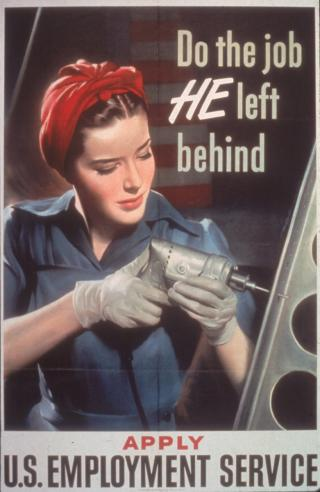 Do the job
HE left
behind
APPLY
U.S. EMPLOYMENT SERVICE